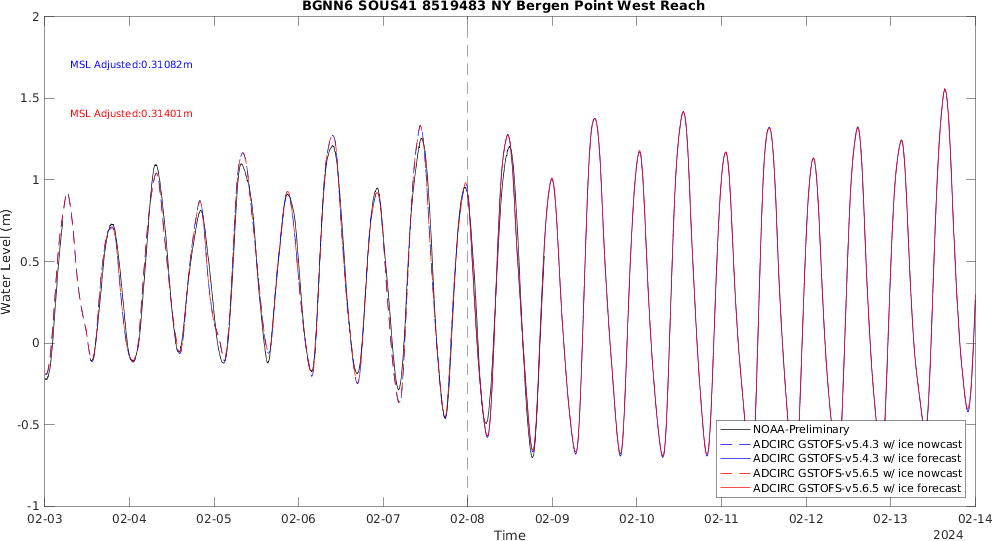 BGNN6 SOUS41 8519483 NY Bergen Point West Reach
2
1.5
1
0.5
0
-0.5
-1
Water Level (m)
MSL Adjusted:0.31082m
MSL Adjusted:0.31401m
NOAA-Preliminary
ADCIRC GSTOFS-v5.4.3 w/ ice nowcast
ADCIRC GSTOFS-v5.4.3 w/ ice forecast
ADCIRC GSTOFS-v5.6.5 w/ ice nowcast
ADCIRC GSTOFS-v5.6.5 w/ ice forecast
02-03 02-04 02-05 02-06 02-07 02-08 02-09 02-10 02-11 02-12 02-13 02-14
Time
2024